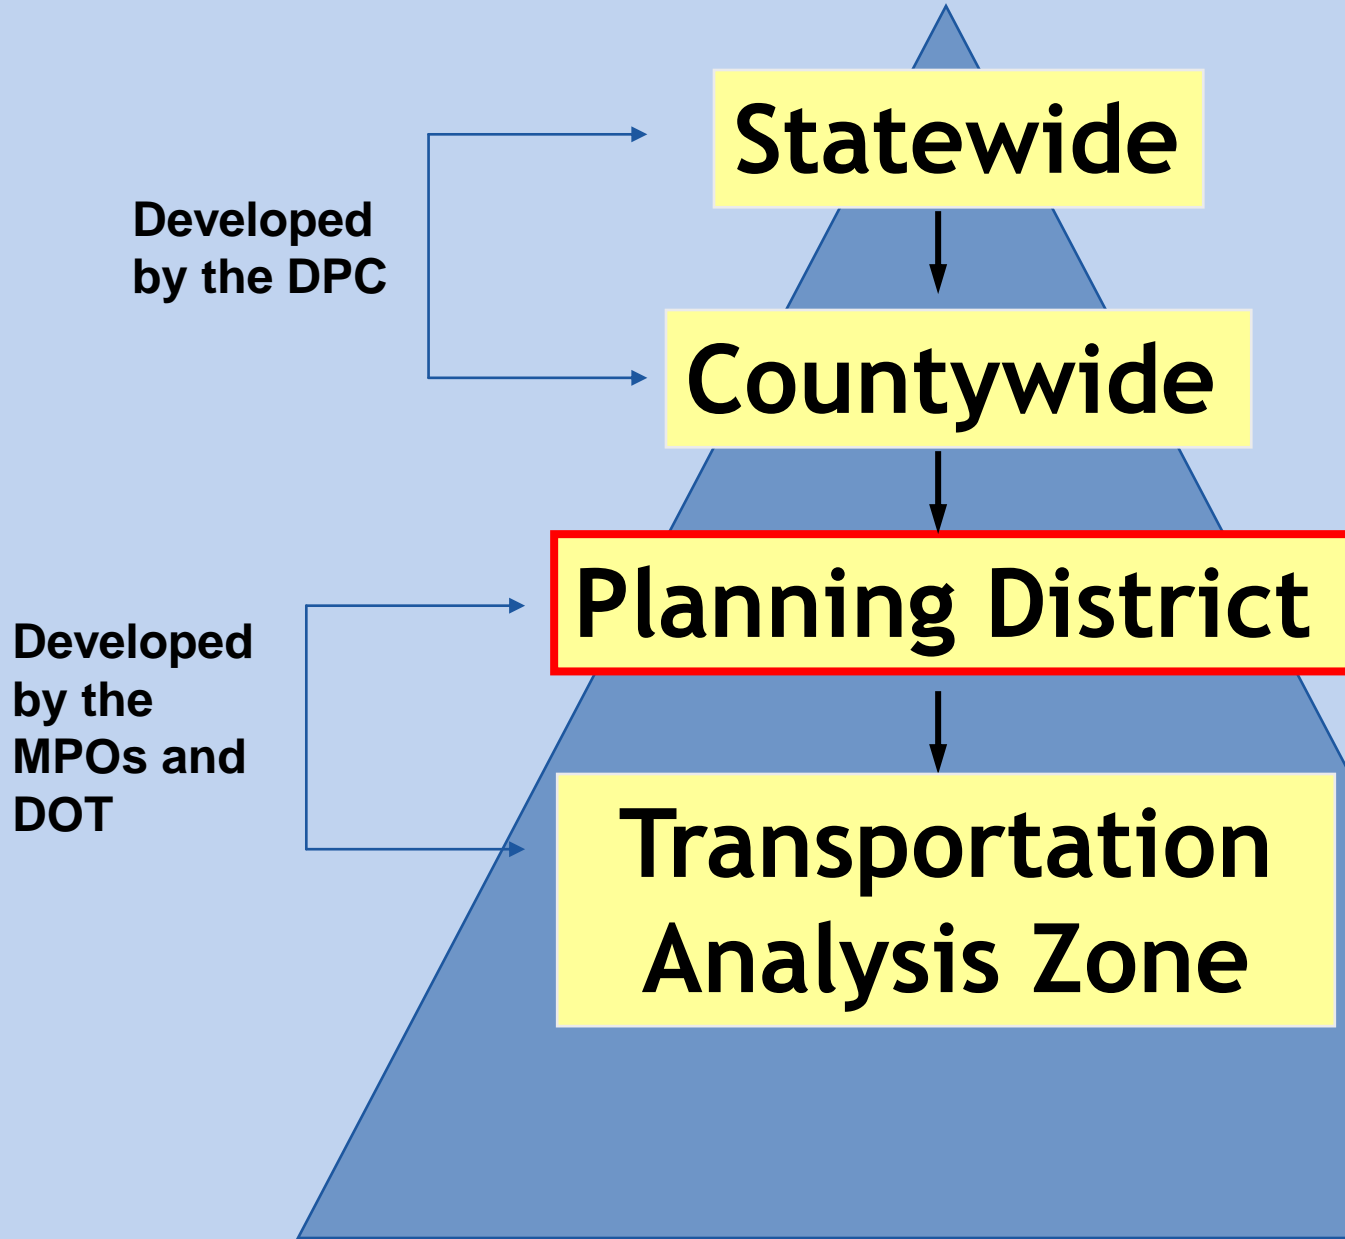 Statewide
Developed
by the DPC
Countywide
Planning District
Developed
by the
MPOs and
DOT
Transportation
Analysis Zone